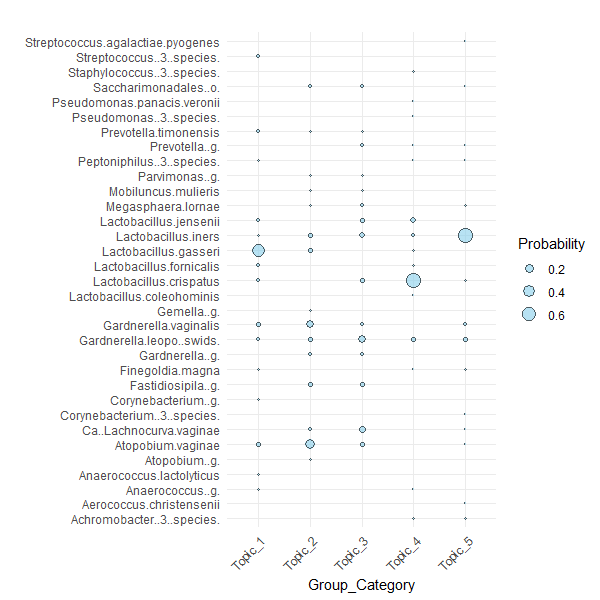 Streptococcus.agalactiae.pyogenes
Streptococcus..3..species.
Staphylococcus..3..species.
Saccharimonadales..o.
Pseudomonas.panacis.veronii
Pseudomonas..3..species.
Prevotella.timonensis
Prevotella..g.
Peptoniphilus..3..species.
Parvimonas..g.
Mobiluncus.mulieris
Megasphaera.lornae
Lactobacillus.jensenii
Lactobacillus.iners
Lactobacillus.gasseri
Lactobacillus.fornicalis
Lactobacillus.crispatus
Lactobacillus.coleohominis
Gemella..g.
Gardnerella.vaginalis
Gardnerella.leopo..swids.
Gardnerella..g.
Finegoldia.magna
Fastidiosipila..g.
Corynebacterium..g.
Corynebacterium..3..species.
Ca..Lachnocurva.vaginae
Atopobium.vaginae
Atopobium..g.
Anaerococcus.lactolyticus
Anaerococcus..g.
Aerococcus.christensenii
Achromobacter..3..species.
Topic_1
Topic_2
Topic_3
Topic_4
Topic_5
Group_Category
Probability
0.2
0.4
0.6